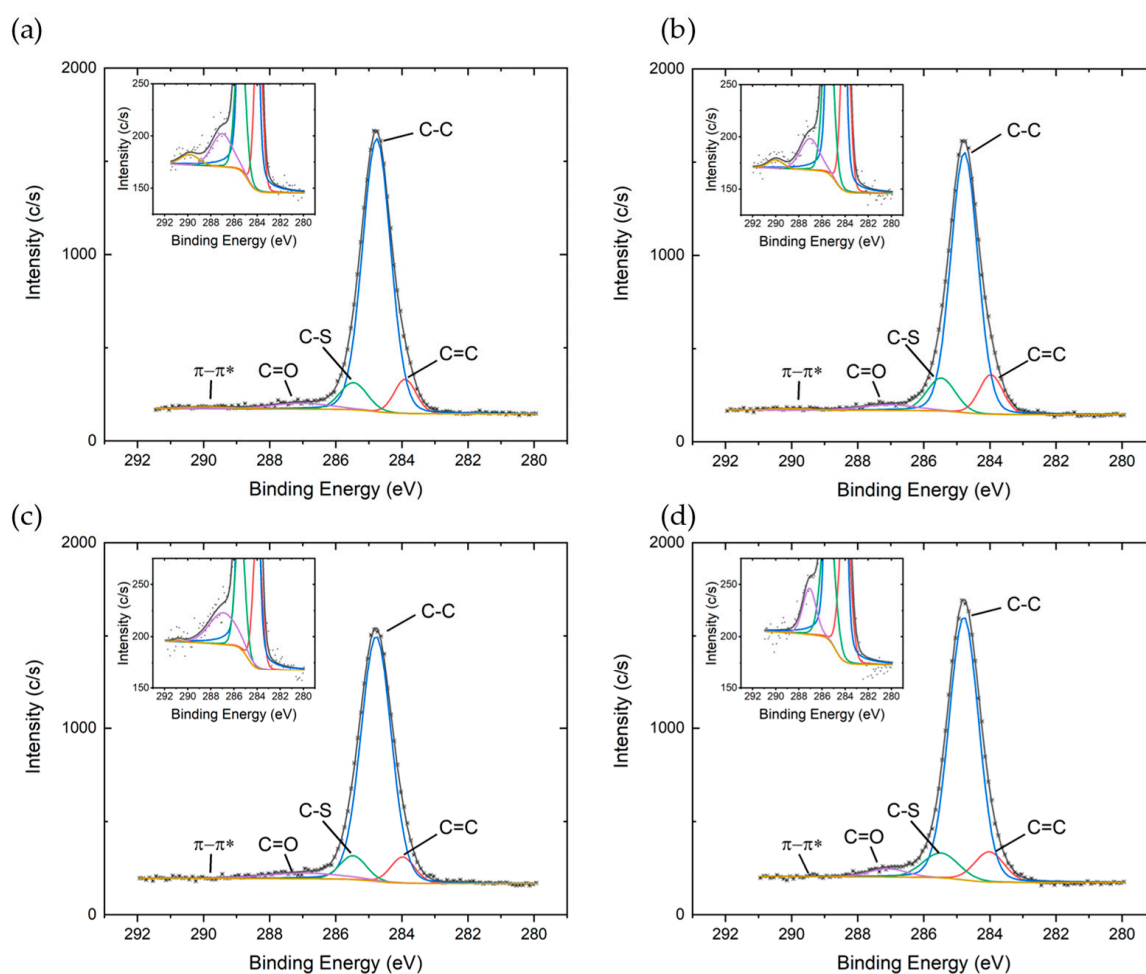 (a)
2000
1000
0
Intensity (c/s)
292 290 288 286 284 282 280
Binding Energy (eV)
250
200
150
Intensity (c/s)
292 290 288 286 284 282 280
Binding Energy (eV)
C-C
C-S
C=C
C=O
π−π*
(b)
2000
1000
0
Intensity (c/s)
292 290 288 286 284 282 280
Binding Energy (eV)
250
200
150
Intensity (c/s)
292 290 288 286 284 282 280
Binding Energy (eV)
C-C
C-S
C=C
C=O
π−π*
(c)
2000
1000
0
Intensity (c/s)
292 290 288 286 284 282 280
Binding Energy (eV)
250
200
150
Intensity (c/s)
292 290 288 286 284 282 280
Binding Energy (eV)
C-C
C-S
C=C
C=O
π−π*
(d)
2000
1000
0
Intensity (c/s)
292 290 288 286 284 282 280
Binding Energy (eV)
250
200
150
Intensity (c/s)
292 290 288 286 284 282 280
Binding Energy (eV)
C-C
C-S
C=C
C=O
π−π*